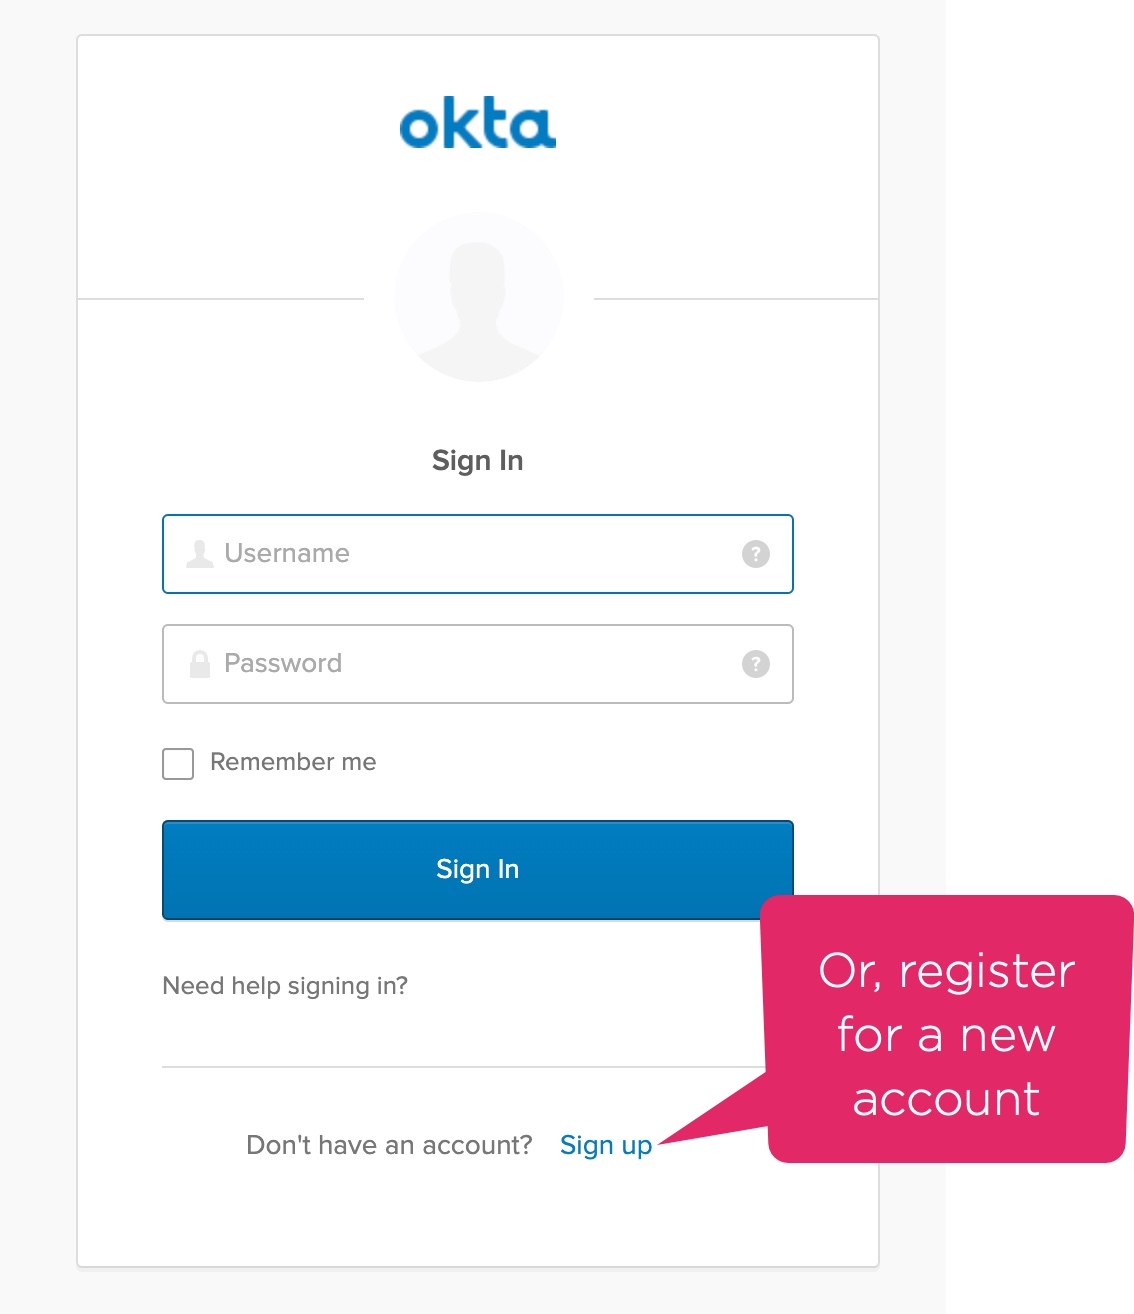 okta
Sign In
Username ?
Password ?
Remember me
Sign In
Need help signing in?
Or, register
for a new
account
Don't have an account? Sign up